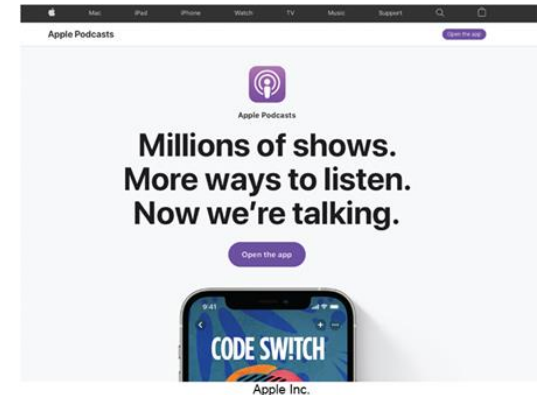 Mac iPad iPhone Watch TV Music Support
Apple Podcasts Open the app
Apple Podcasts
Millions of shows.
More ways to listen.
Now we're talking.
Open the app
9:41
CODE SW!TCH
Apple Inc.